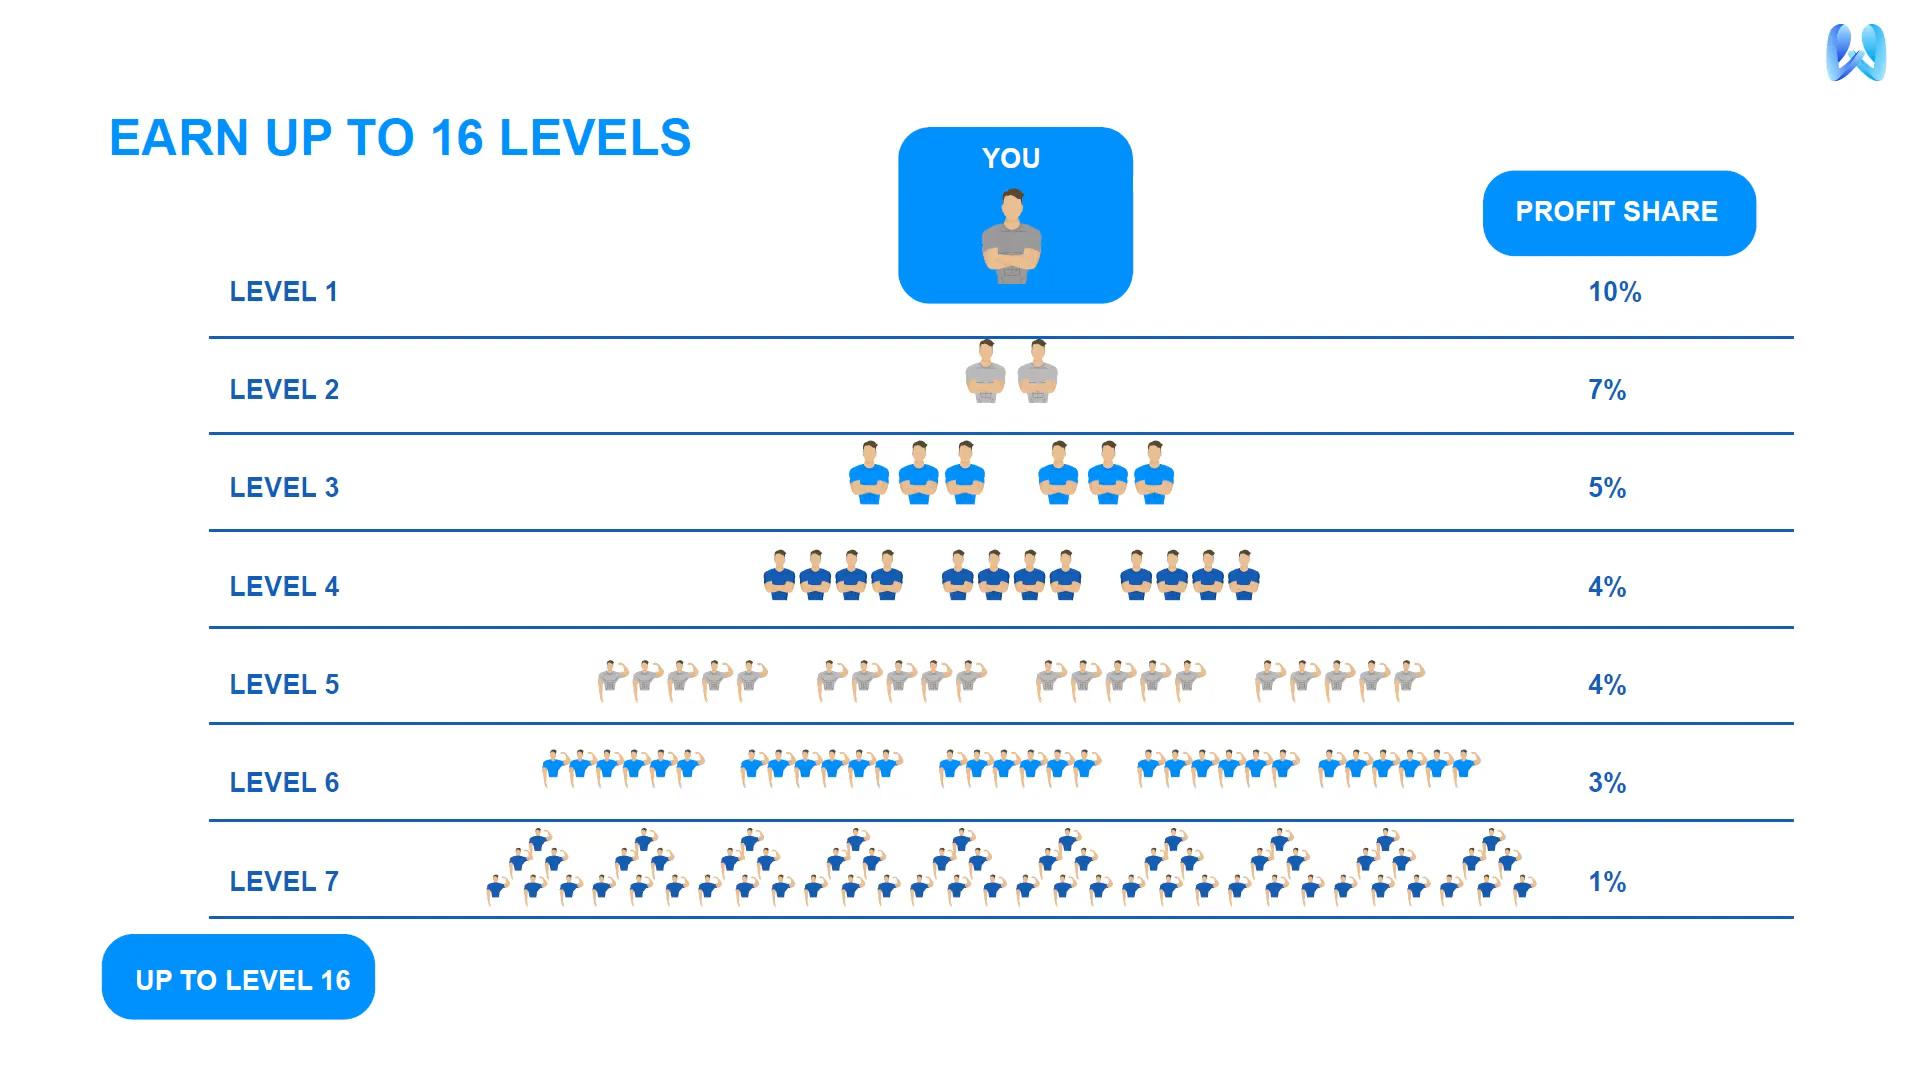 EARN UP TO 16 LEVELS
YOU
PROFIT SHARE
LEVEL 1 10%
LEVEL 2 7%
LEVEL 3 5%
LEVEL 4 4%
LEVEL 5 4%
LEVEL 6 3%
LEVEL 7 1%
UP TO LEVEL 16